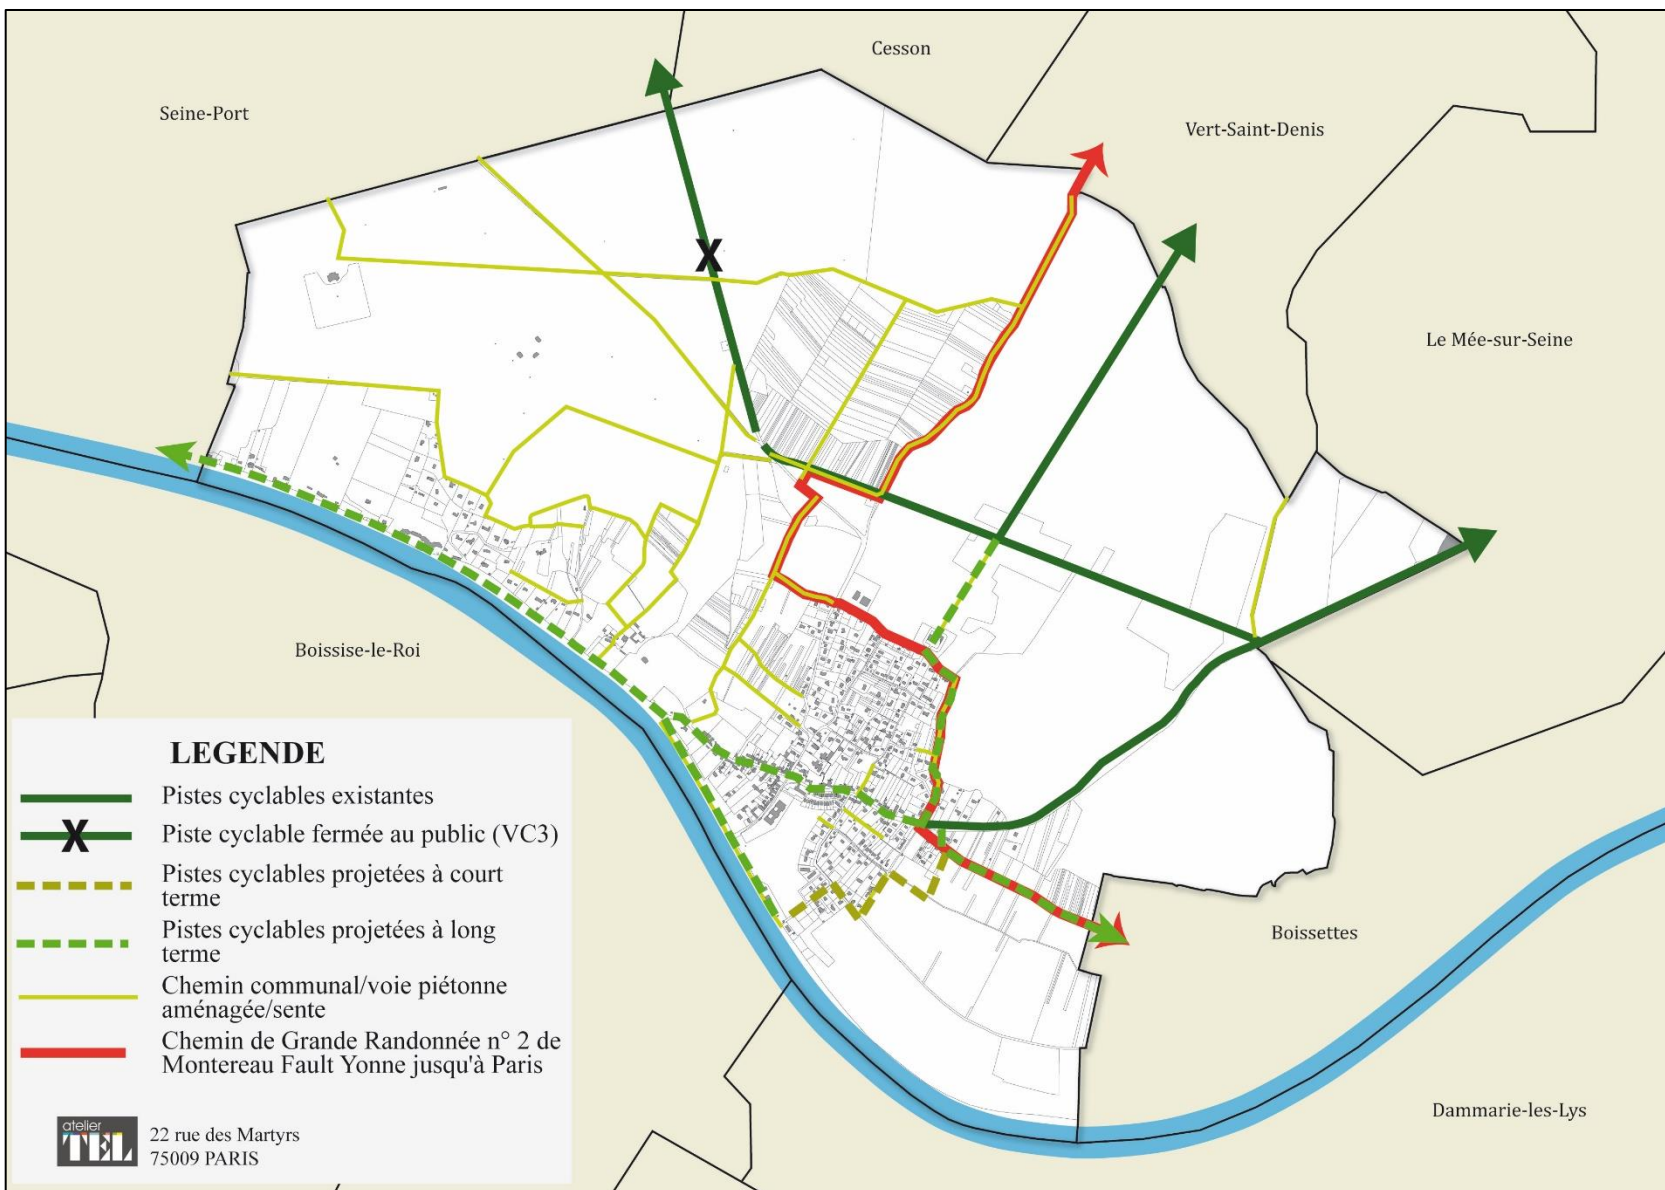 Cesson
Seine-Port
Vert-Saint-Denis
X
Le Mée-sur-Seine
Boissise-le-Roi
LEGENDE
Pistes cyclables existantes
X
Piste cyclable fermée au public (VC3)
Pistes cyclables projetées à court
terme
Pistes cyclables projetées à long
terme
Chemin communal/voie piétonne
aménagée/sente
Chemin de Grande Randonnée n° 2 de
Montereau Fault Yonne jusqu'à Paris
atelier
TEL
22 rue des Martyrs
75009 PARIS
Boissettes
Dammarie-les-Lys